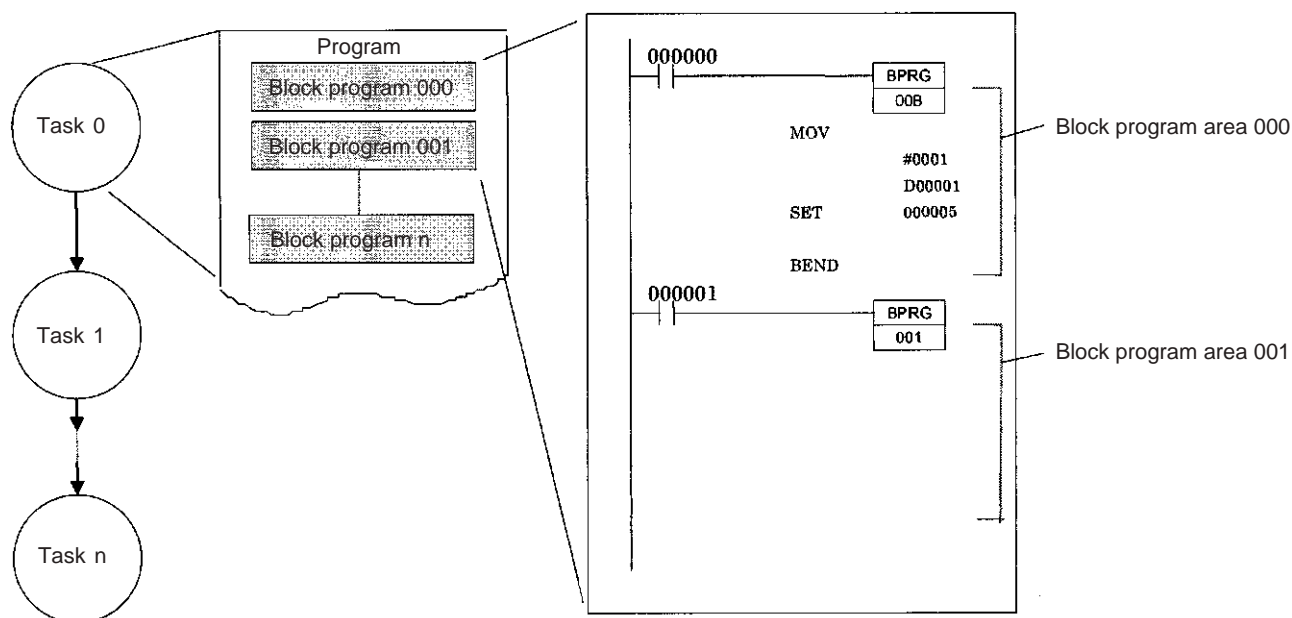 Task 0
Task 1
Task n
Program
Block program 000
Block program 001
Block program n
000000
BPRG
00B
MOV
#0001
D00001
SET 000005
BEND
000001
BPRG
001
Block program area 000
Block program area 001